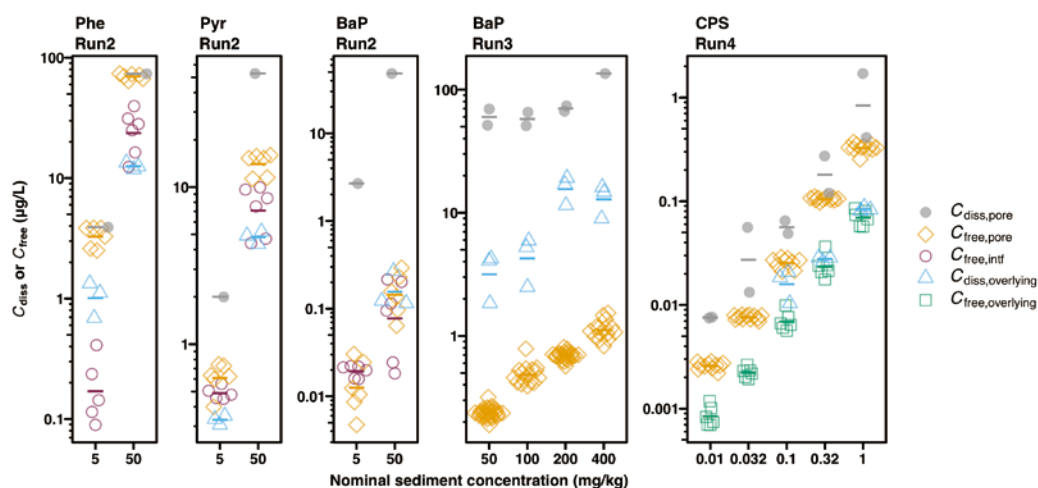 Phe
Run2
Pyr
Run2
BaP
Run2
BaP
Run3
CPS
Run4
C_diss or C_free (µg/L)
100
10
1
0.1
5 50
10
1
5 50
10
1
0.1
0.01
5 50
100
10
1
50 100 200 400
1
0.1
0.01
0.001
0.01 0.032 0.1 0.32 1
Nominal sediment concentration (mg/kg)
C_diss,pore
C_free,pore
C_free,intf
C_diss,overlying
C_free,overlying